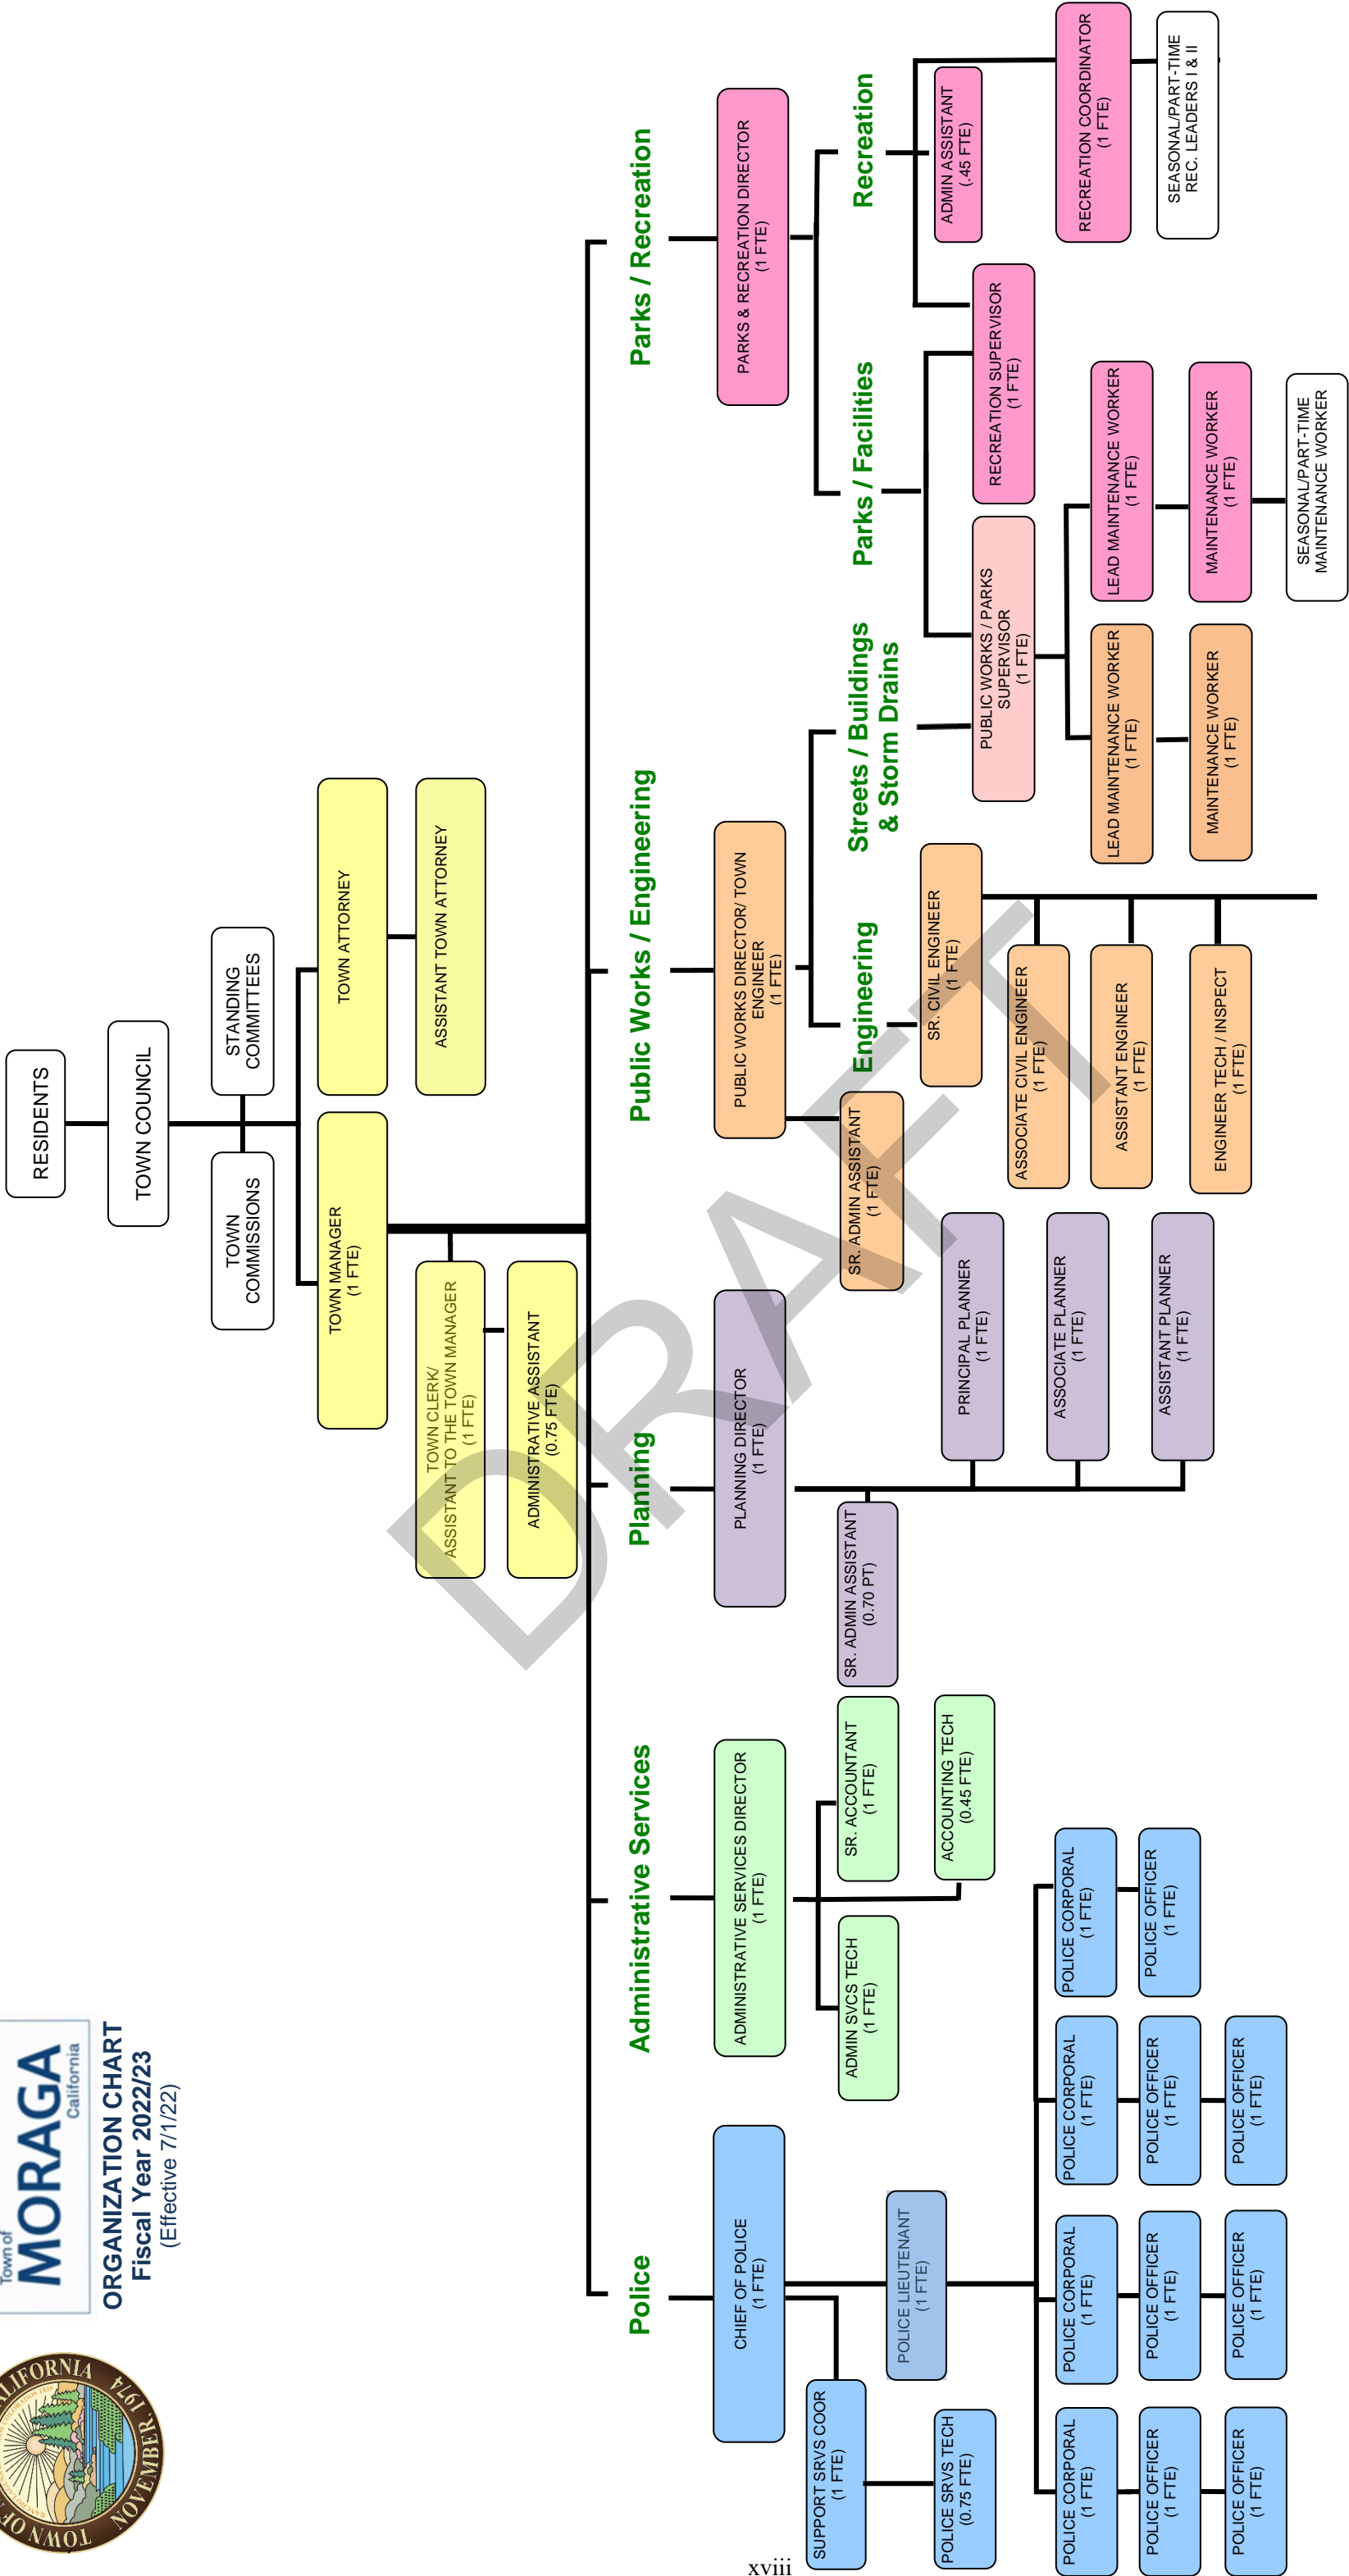 TOWN OF M
ALIFORNIA
NOVEMBER, 1974
Town of
MORAGA
California
ORGANIZATION CHART
Fiscal Year 2022/23
(Effective 7/1/22)
RESIDENTS
TOWN COUNCIL
TOWN
COMMISSIONS
STANDING
COMMITTEES
TOWN MANAGER
(1 FTE)
TOWN ATTORNEY
ASSISTANT TOWN ATTORNEY
TOWN CLERK/
ASSISTANT TO THE TOWN MANAGER
(1 FTE)
ADMINISTRATIVE ASSISTANT
(0.75 FTE)
Police
CHIEF OF POLICE
(1 FTE)
SUPPORT SRVS COOR
(1 FTE)
POLICE SRVS TECH
(0.75 FTE)
POLICE LIEUTENANT
(1 FTE)
POLICE CORPORAL
(1 FTE)
POLICE OFFICER
(1 FTE)
POLICE OFFICER
(1 FTE)
POLICE CORPORAL
(1 FTE)
POLICE OFFICER
(1 FTE)
POLICE OFFICER
(1 FTE)
POLICE CORPORAL
(1 FTE)
POLICE OFFICER
(1 FTE)
POLICE OFFICER
(1 FTE)
POLICE CORPORAL
(1 FTE)
POLICE OFFICER
(1 FTE)
Administrative Services
ADMINISTRATIVE SERVICES DIRECTOR
(1 FTE)
ADMIN SVCS TECH
(1 FTE)
SR. ACCOUNTANT
(1 FTE)
ACCOUNTING TECH
(0.45 FTE)
Planning
PLANNING DIRECTOR
(1 FTE)
SR. ADMIN ASSISTANT
(0.70 PT)
PRINCIPAL PLANNER
(1 FTE)
ASSOCIATE PLANNER
(1 FTE)
ASSISTANT PLANNER
(1 FTE)
Public Works / Engineering
PUBLIC WORKS DIRECTOR/ TOWN
ENGINEER
(1 FTE)
SR. ADMIN ASSISTANT
(1 FTE)
Engineering
SR. CIVIL ENGINEER
(1 FTE)
ASSOCIATE CIVIL ENGINEER
(1 FTE)
ASSISTANT ENGINEER
(1 FTE)
ENGINEER TECH / INSPECT
(1 FTE)
Streets / Buildings
& Storm Drains
PUBLIC WORKS / PARKS
SUPERVISOR
(1 FTE)
LEAD MAINTENANCE WORKER
(1 FTE)
MAINTENANCE WORKER
(1 FTE)
Parks / Recreation
PARKS & RECREATION DIRECTOR
(1 FTE)
Parks / Facilities
RECREATION SUPERVISOR
(1 FTE)
LEAD MAINTENANCE WORKER
(1 FTE)
MAINTENANCE WORKER
(1 FTE)
SEASONAL/PART-TIME
MAINTENANCE WORKER
Recreation
ADMIN ASSISTANT
(.45 FTE)
RECREATION COORDINATOR
(1 FTE)
SEASONAL/PART-TIME
REC. LEADERS I & II
DRAFT
xviii